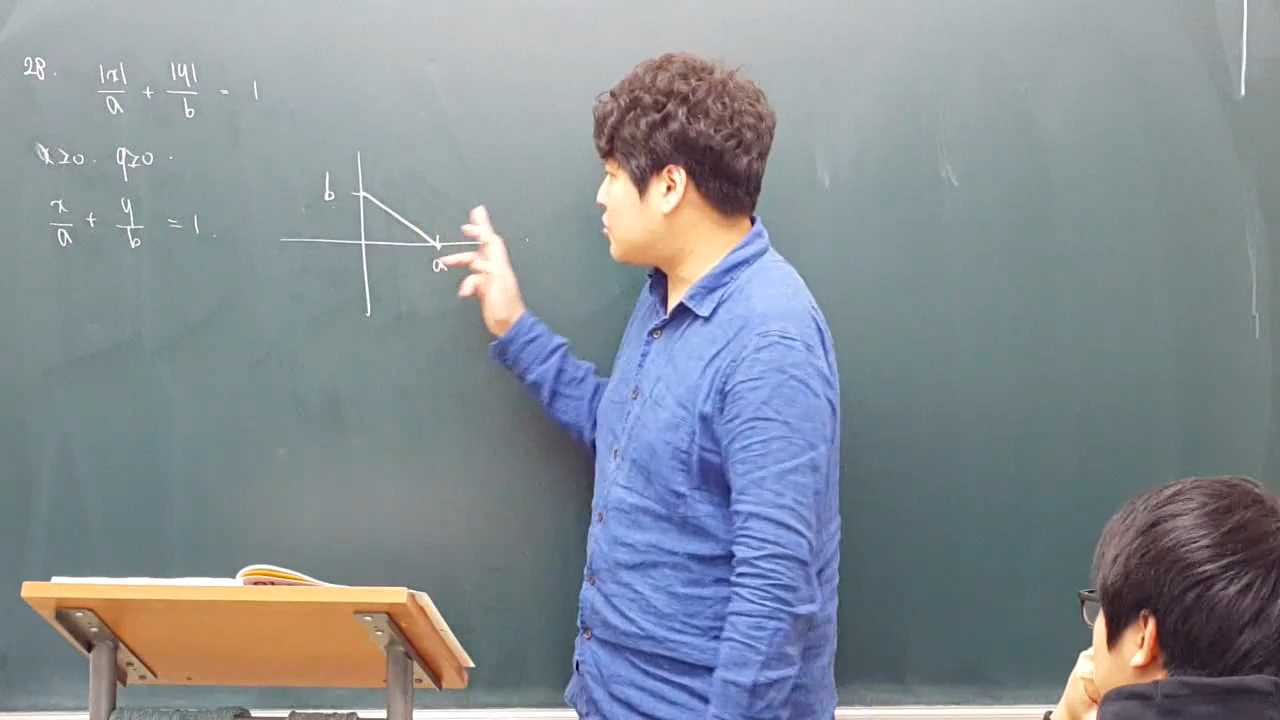 28. |x|/a + |y|/b = 1
x≥0. y≥0.
x/a + y/b = 1.
b
a